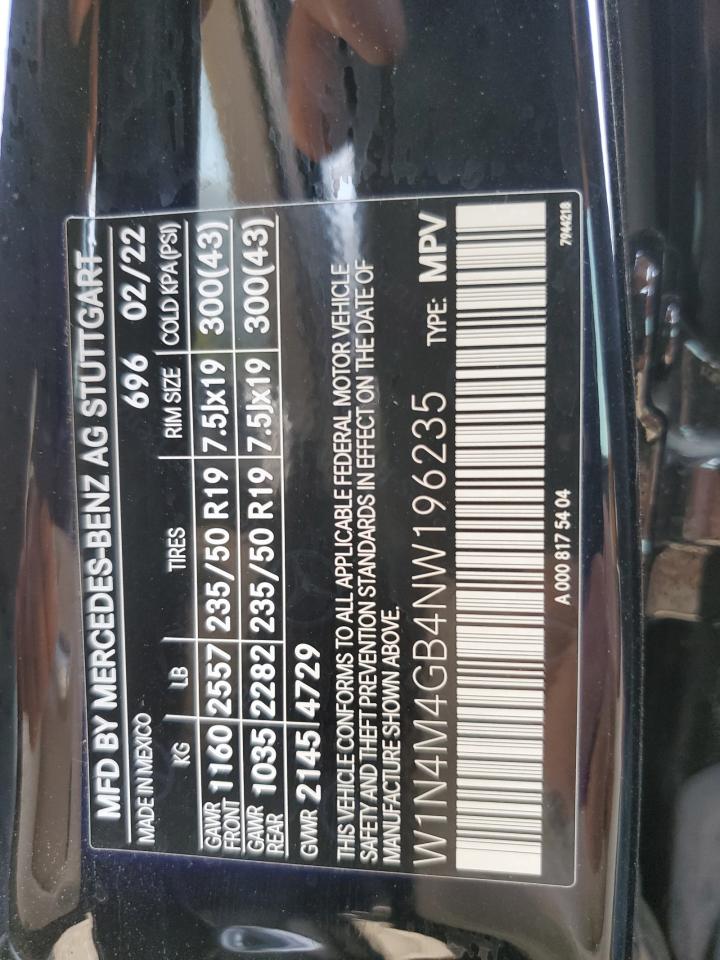 MFD BY MERCEDES-BENZ AG STUTTGART.
MADE IN MEXICO 696 02/22
KG LB TIRES RIM SIZE COLD KPA(PSI)
GAWR FRONT 1160 2557 235/50 R19 7.5Jx19 300(43)
GAWR REAR 1035 2282 235/50 R19 7.5Jx19 300(43)
GVWR 2145 4729
THIS VEHICLE CONFORMS TO ALL APPLICABLE FEDERAL MOTOR VEHICLE
SAFETY AND THEFT PREVENTION STANDARDS IN EFFECT ON THE DATE OF
MANUFACTURE SHOWN ABOVE.
W1N4M4GB4NW196235 TYPE: MPV
A 000 817 54 04 7944218